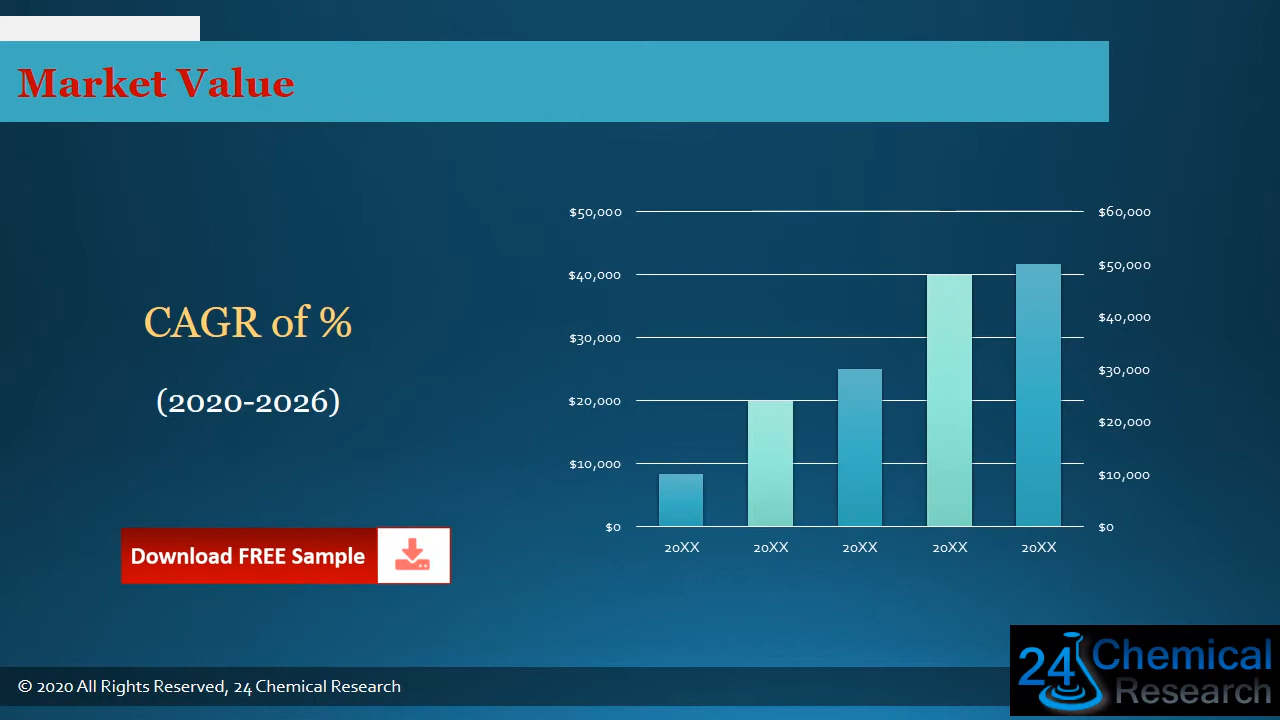 Market Value
CAGR of %
(2020-2026)
Download FREE Sample
$50,000
$40,000
$30,000
$20,000
$10,000
$0
$60,000
$50,000
$40,000
$30,000
$20,000
$10,000
$0
20XX 20XX 20XX 20XX 20XX
© 2020 All Rights Reserved, 24 Chemical Research
24 Chemical
Research